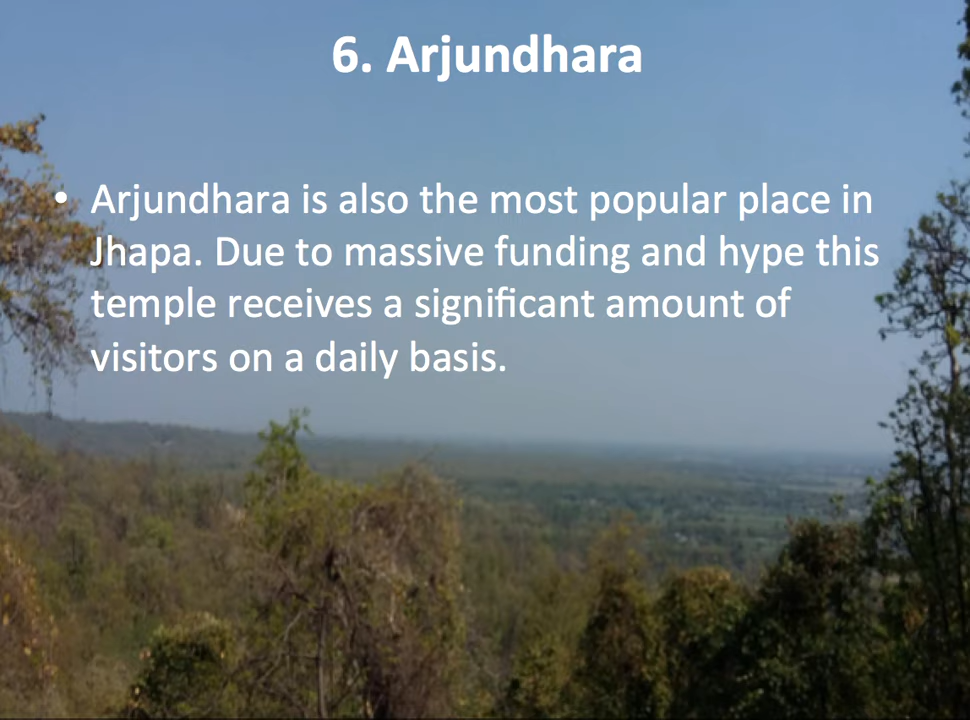 6. Arjundhara
• Arjundhara is also the most popular place in
Jhapa. Due to massive funding and hype this
temple receives a significant amount of
visitors on a daily basis.